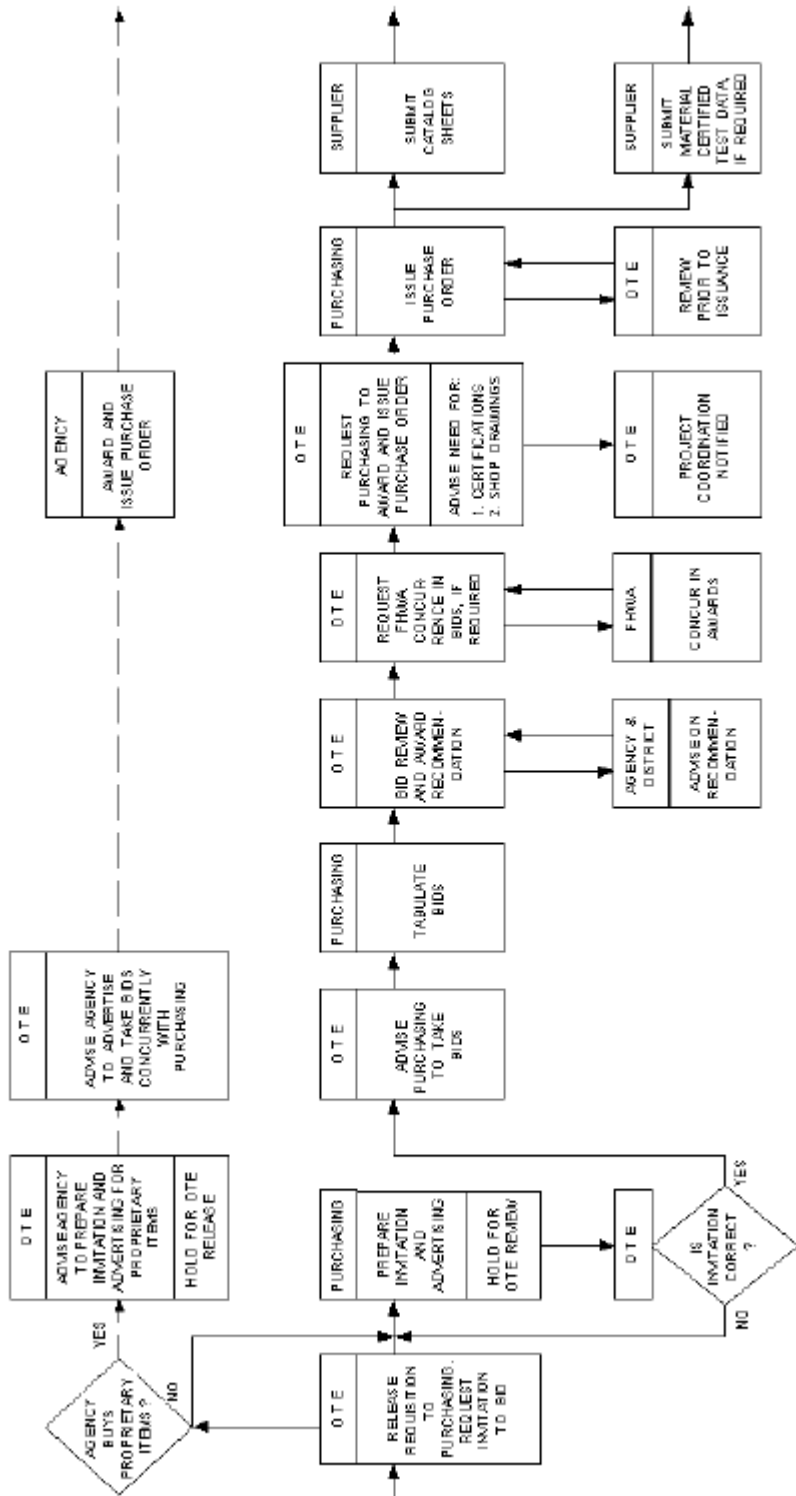 AGENCY
BUYS
PROPRIETARY
ITEMS?
YES
NO
OTE
ADVISE AGENCY
TO PREPARE
INVITATION AND
ADVERTISING FOR
PROPRIETARY
ITEMS
HOLD FOR OTE
RELEASE
OTE
ADVISE AGENCY
TO ADVERTISE
AND TAKE BIDS
CONCURRENTLY
WITH
PURCHASING
AGENCY
AWARD AND
ISSUE PURCHASE
ORDER
OTE
RELEASE
REQUISITION
TO
PURCHASING.
REQUEST
INVITATION
TO BID
PURCHASING
PREPARE
INVITATION
AND
ADVERTISING
HOLD FOR
OTE REVIEW
OTE
ADVISE
PURCHASING
TO TAKE
BIDS
PURCHASING
TABULATE
BIDS
OTE
BID REVIEW
AND AWARD
RECOMMEN-
DATION
OTE
REQUEST
FHWA
CONCUR-
RENCE IN
BIDS, IF
REQUIRED
OTE
REQUEST
PURCHASING TO
AWARD AND ISSUE
PURCHASE ORDER
ADVISE NEED FOR:
1. CERTIFICATIONS
2. SHOP DRAWINGS
PURCHASING
ISSUE
PURCHASE
ORDER
SUPPLIER
SUBMIT
CATALOG
SHEETS
OTE
IS
INVITATION
CORRECT
?
NO
YES
AGENCY &
DISTRICT
ADVISE ON
RECOMMEN-
DATION
FHWA
CONCUR IN
AWARDS
OTE
PROJECT
COORDINATION
NOTIFIED
OTE
REVIEW
PRIOR TO
ISSUANCE
SUPPLIER
SUBMIT
MATERIAL
CERTIFIED
TEST DATA,
IF REQUIRED